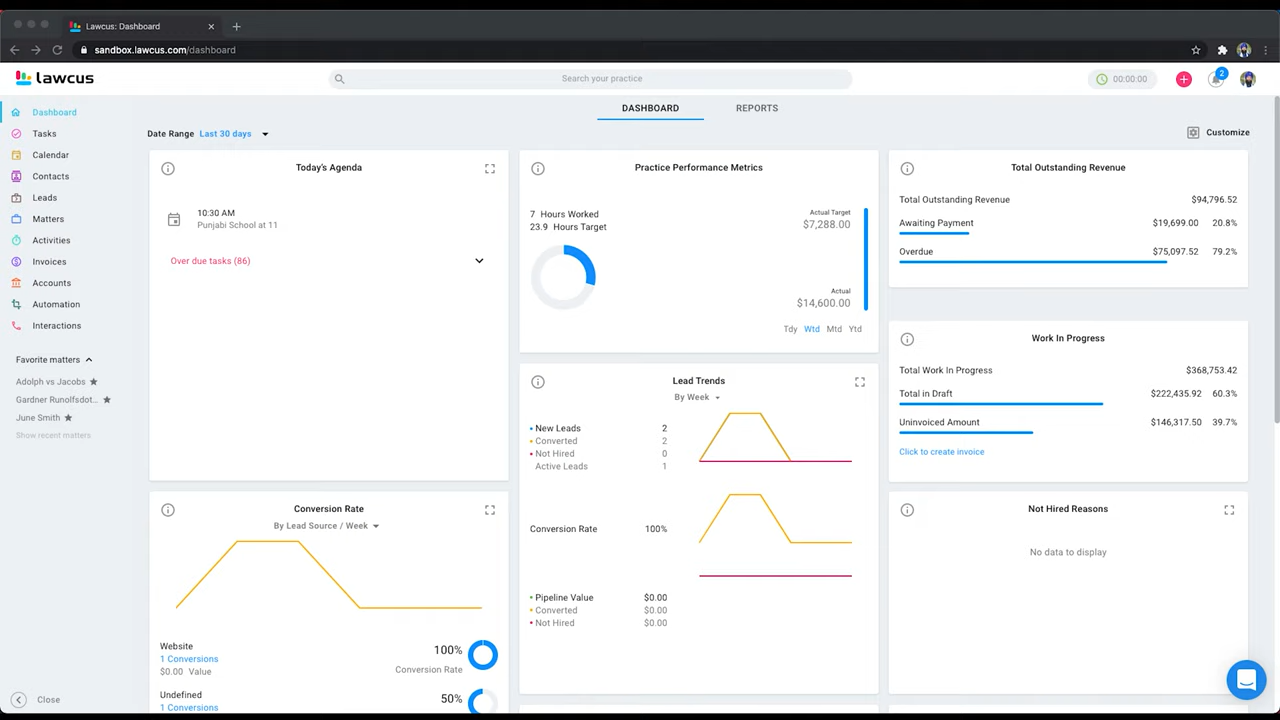 Lawcus: Dashboard
sandbox.lawcus.com/dashboard
lawcus
Search your practice
00:00:00
2
Dashboard
Tasks
Calendar
Contacts
Leads
Matters
Activities
Invoices
Accounts
Automation
Interactions
Favorite matters
Adolph vs Jacobs
Gardner Runolfsdot..
June Smith
Show recent matters
Close
DASHBOARD REPORTS
Date Range Last 30 days
Customize
Today's Agenda
10:30 AM
Punjabi School at 11
Over due tasks (86)
Practice Performance Metrics
7 Hours Worked
23.9 Hours Target
Actual Target
$7,288.00
Actual
$14,600.00
Tdy Wtd Mtd Ytd
Total Outstanding Revenue
Total Outstanding Revenue $94,796.52
Awaiting Payment $19,699.00 20.8%
Overdue $75,097.52 79.2%
Work In Progress
Total Work In Progress $368,753.42
Total in Draft $222,435.92 60.3%
Uninvoiced Amount $146,317.50 39.7%
Click to create invoice
Lead Trends
By Week
New Leads 2
Converted 2
Not Hired 0
Active Leads 1
Conversion Rate 100%
Pipeline Value $0.00
Converted $0.00
Not Hired $0.00
Conversion Rate
By Lead Source / Week
Website
1 Conversions
$0.00 Value
100%
Conversion Rate
Undefined
1 Conversions
50%
Not Hired Reasons
No data to display